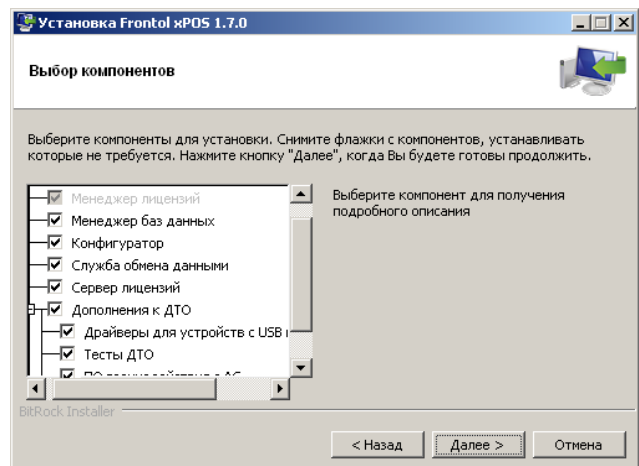 Установка Frontol xPOS 1.7.0
Выбор компонентов
Выберите компоненты для установки. Снимите флажки с компонентов, устанавливать
которые не требуется. Нажмите кнопку "Далее", когда Вы будете готовы продолжить.
Менеджер лицензий
Менеджер баз данных
Конфигуратор
Служба обмена данными
Сервер лицензий
Дополнения к ДТО
Драйверы для устройств с USB
Тесты ДТО
Выберите компонент для получения
подробного описания
BitRock Installer
< Назад
Далее >
Отмена